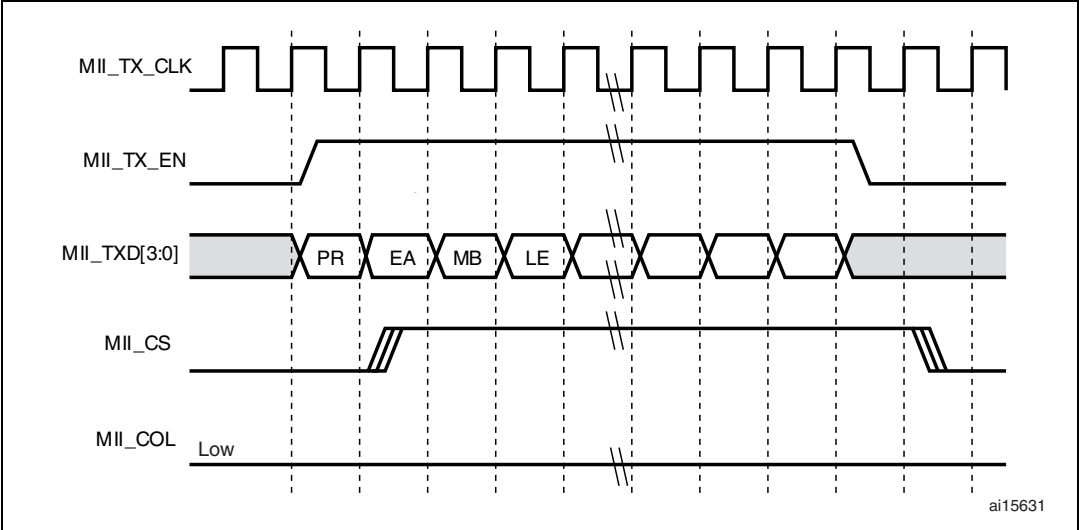 MII_TX_CLK
MII_TX_EN
MII_TXD[3:0]
PR EA MB LE
MII_CS
MII_COL
Low
ai15631